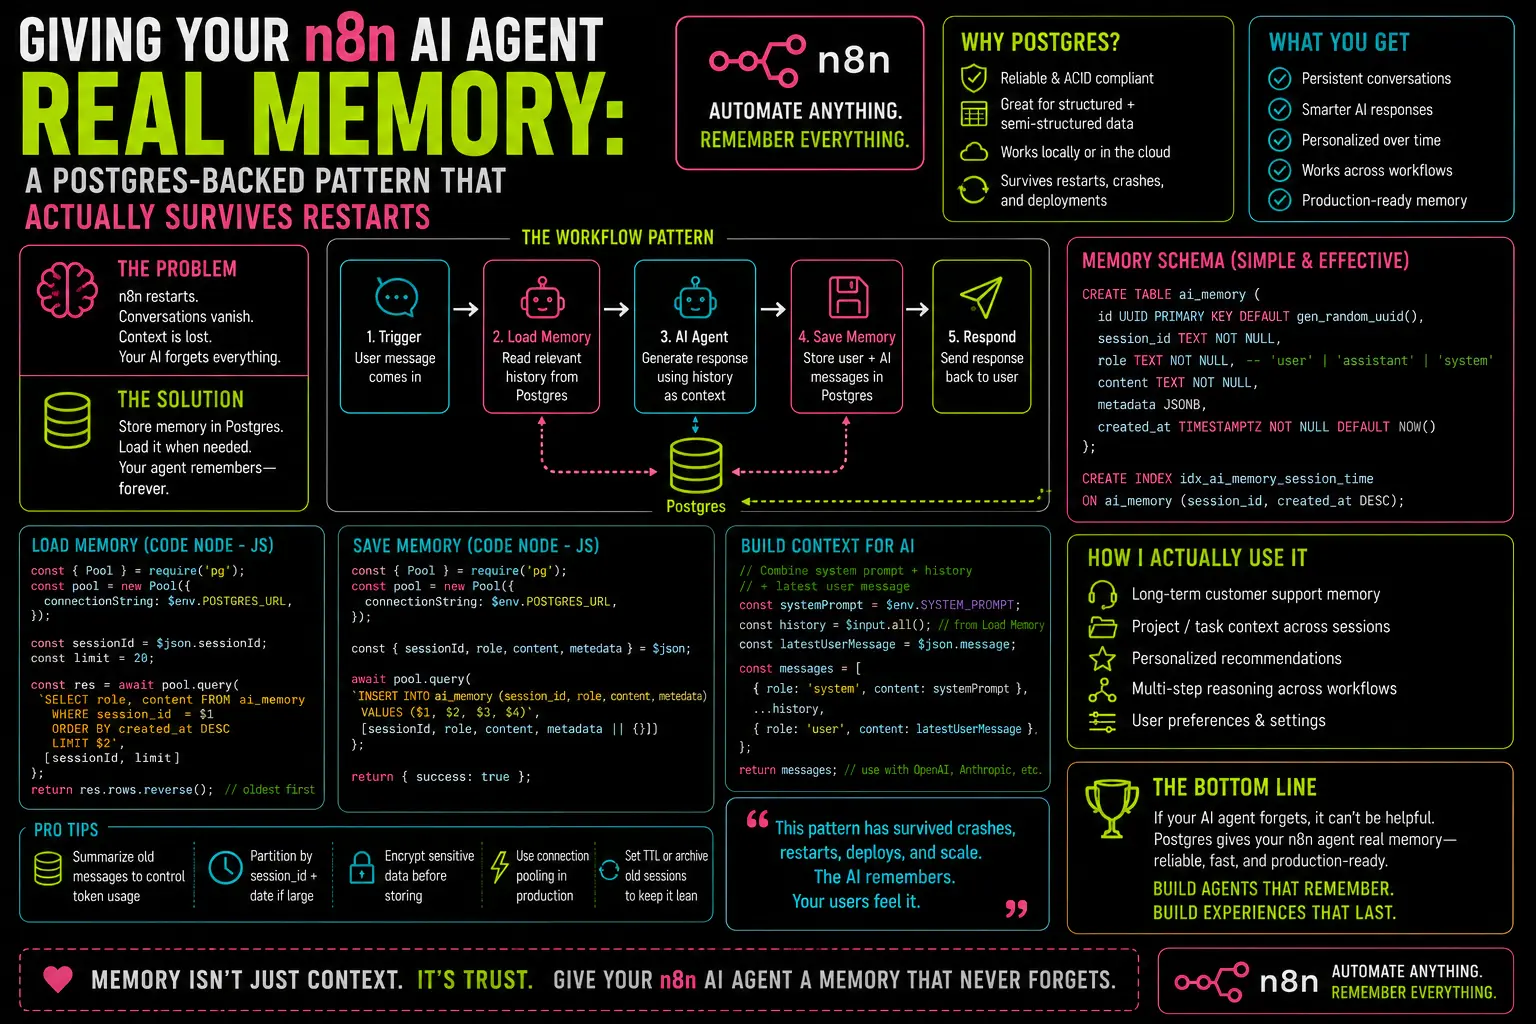 GIVING YOUR n8n AI AGENT
REAL MEMORY:
A POSTGRES-BACKED PATTERN THAT
ACTUALLY SURVIVES RESTARTS
n8n
AUTOMATE ANYTHING.
REMEMBER EVERYTHING.
WHY POSTGRES?
Reliable & ACID compliant
Great for structured +
semi-structured data
Works locally or in the cloud
Survives restarts, crashes,
and deployments
WHAT YOU GET
Persistent conversations
Smarter AI responses
Personalized over time
Works across workflows
Production-ready memory
THE PROBLEM
n8n restarts.
Conversations vanish.
Context is lost.
Your AI forgets everything.
THE SOLUTION
Store memory in Postgres.
Load it when needed.
Your agent remembers—
forever.
THE WORKFLOW PATTERN
1. Trigger
User message
comes in
2. Load Memory
Read relevant
history from
Postgres
3. AI Agent
Generate response
using history
as context
4. Save Memory
Store user + AI
messages in
Postgres
5. Respond
Send response
back to user
Postgres
MEMORY SCHEMA (SIMPLE & EFFECTIVE)
CREATE TABLE ai_memory (
id UUID PRIMARY KEY DEFAULT gen_random_uuid(),
session_id TEXT NOT NULL,
role TEXT NOT NULL, -- 'user' | 'assistant' | 'system'
content TEXT NOT NULL,
metadata JSONB,
created_at TIMESTAMPTZ NOT NULL DEFAULT NOW()
);
CREATE INDEX idx_ai_memory_session_time
ON ai_memory (session_id, created_at DESC);
LOAD MEMORY (CODE NODE - JS)
const { Pool } = require('pg');
const pool = new Pool({
connectionString: $env.POSTGRES_URL,
});
const sessionId = $json.sessionId;
const limit = 20;
const res = await pool.query(
`SELECT role, content FROM ai_memory
WHERE session_id = $1
ORDER BY created_at DESC
LIMIT $2`,
[sessionId, limit]
};
return res.rows.reverse(); // oldest first
SAVE MEMORY (CODE NODE - JS)
const { Pool } = require('pg');
const pool = new Pool({
connectionString: $env.POSTGRES_URL,
});
const { sessionId, role, content, metedata } = $json;
await pool.query(
`INSERT INTO ai_memory (session_id, role, content, metedata)
VALUES ($1, $2, $3, $4)`,
[sessionId, role, content, metadata || {}])
};
return { success: true };
BUILD CONTEXT FOR AI
// Combine system prompt + history
// + latest user message
const systemPrompt = $env.SYSTEM_PROMPT;
const history = $input.all(); // from Load Memory
const latestUserMessage = $json.message;
const messages = [
{ role: 'system', content: systemPrompt },
...history,
{ role: 'user', content: latestUserMessage },
};
return messages; // use with OpenAI, Anthropic, etc.
HOW I ACTUALLY USE IT
Long-term customer support memory
Project / task context across sessions
Personalized recommendations
Multi-step reasoning across workflows
User preferences & settings
PRO TIPS
Summarize old
messages to control
token usage
Partition by
session_id +
date if large
Encrypt sensitive
data before
storing
Use connection
pooling in
production
Set TTL or archive
old sessions
to keep it lean
“ This pattern has survived crashes,
restarts, deploys, and scale.
The AI remembers.
Your users feel it. ”
THE BOTTOM LINE
If your AI agent forgets, it can't be helpful.
Postgres gives your n8n agent real memory—
reliable, fast, and production-ready.
BUILD AGENTS THAT REMEMBER.
BUILD EXPERIENCES THAT LAST.
MEMORY ISN'T JUST CONTEXT. IT'S TRUST. GIVE YOUR n8n AI AGENT A MEMORY THAT NEVER FORGETS.
n8n
AUTOMATE ANYTHING.
REMEMBER EVERYTHING.